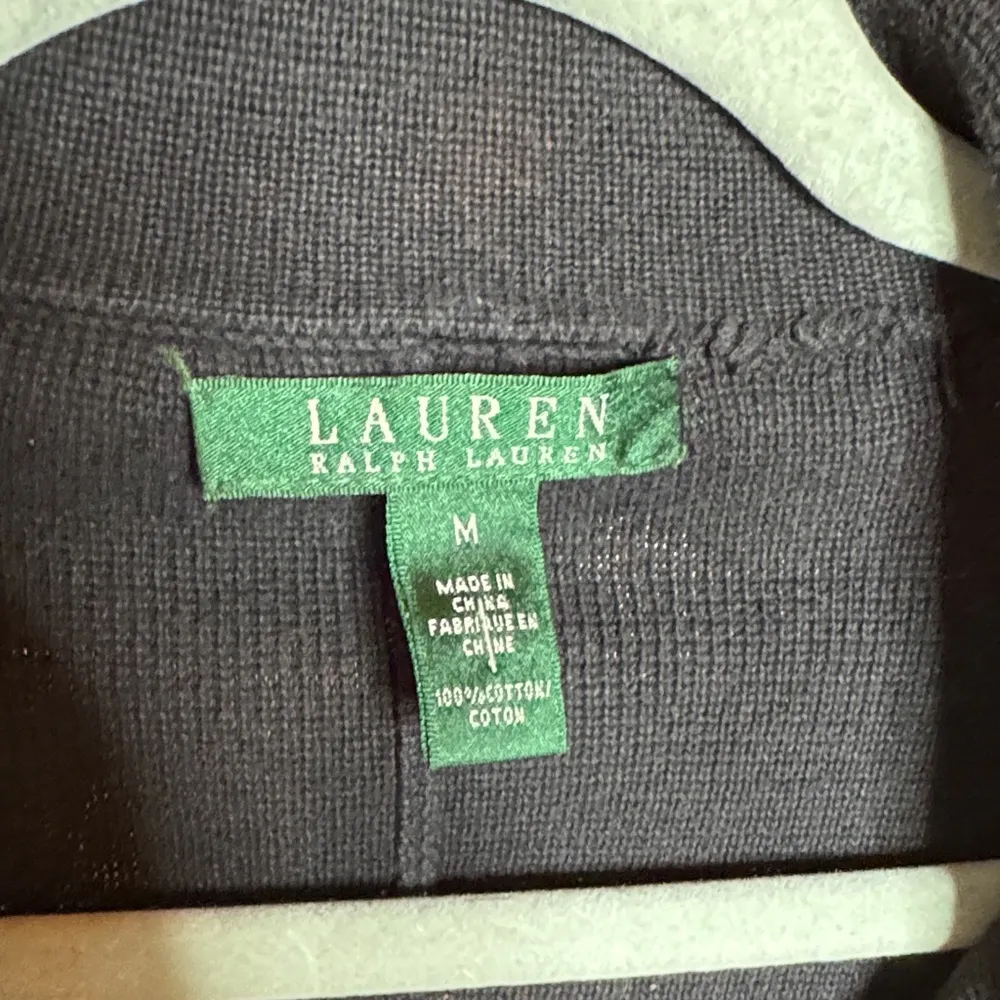 LAUREN
RALPH LAUREN
M
MADE IN
CHINA
FABRIQUE EN
CHINE
100% COTTON/
COTON